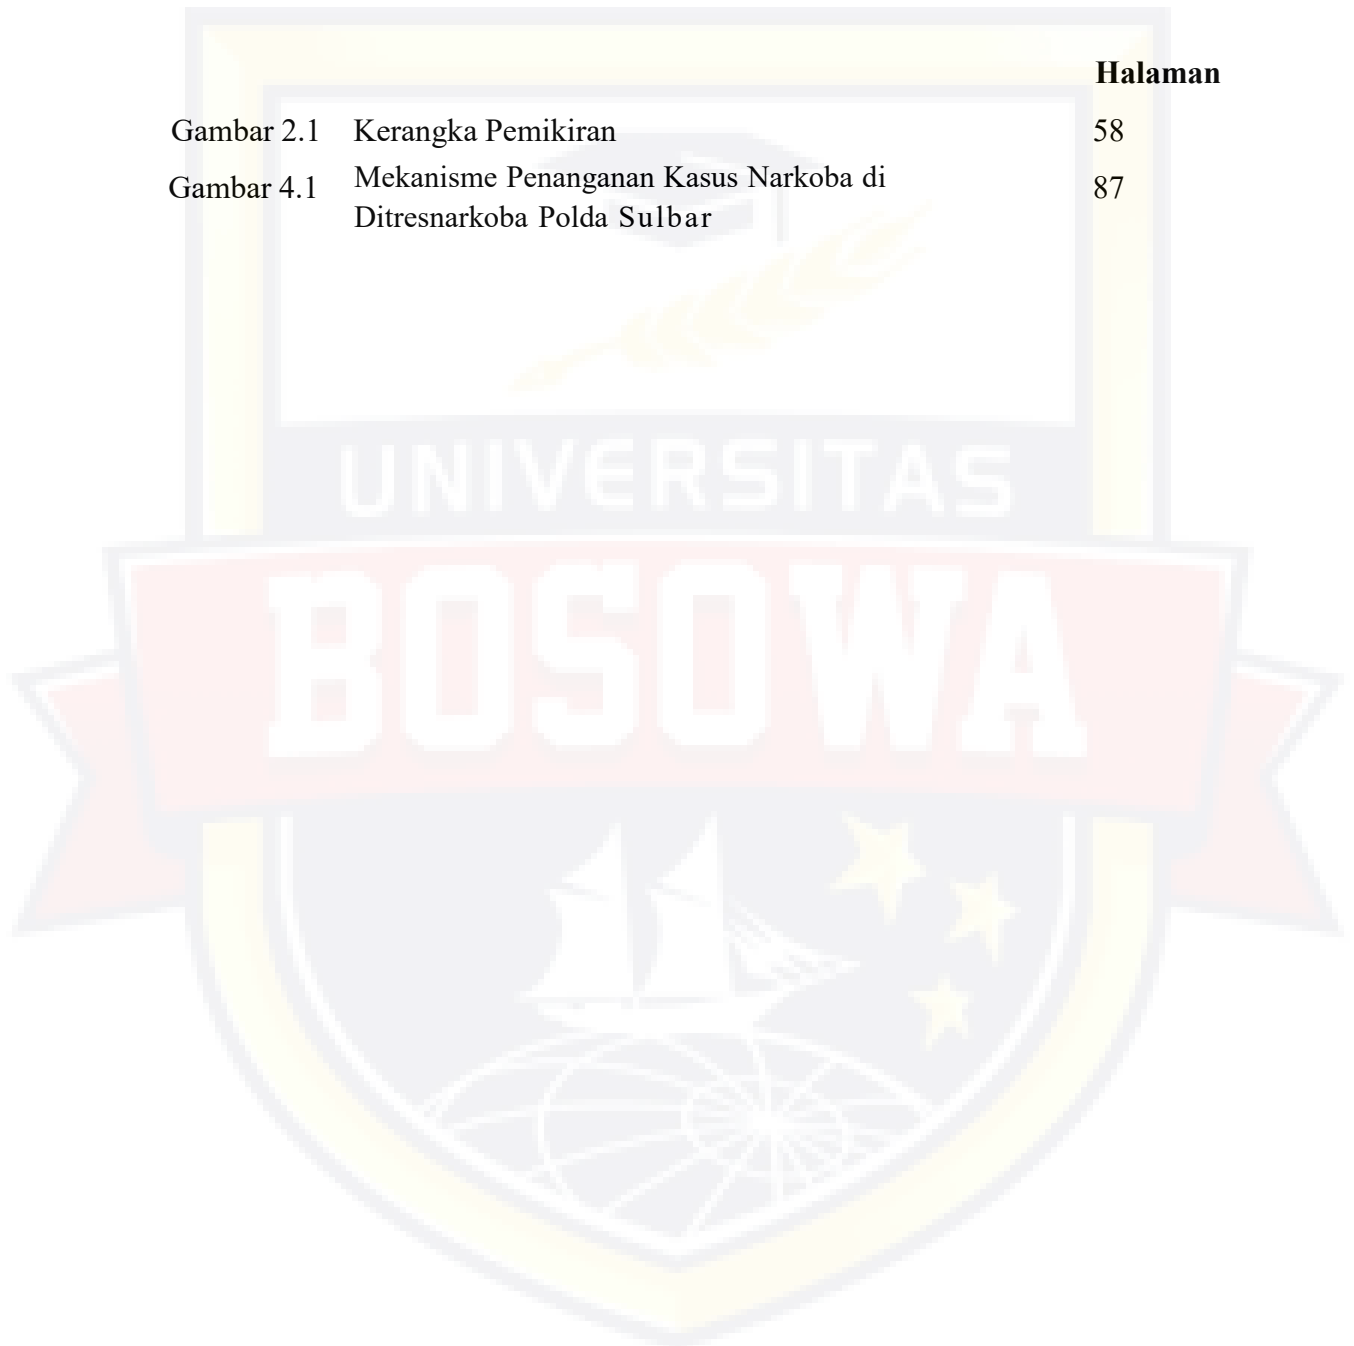 Halaman
Gambar 2.1 Kerangka Pemikiran 58
Gambar 4.1 Mekanisme Penanganan Kasus Narkoba di 87
Ditresnarkoba Polda Sulbar
UNIVERSITAS
BOSOWA